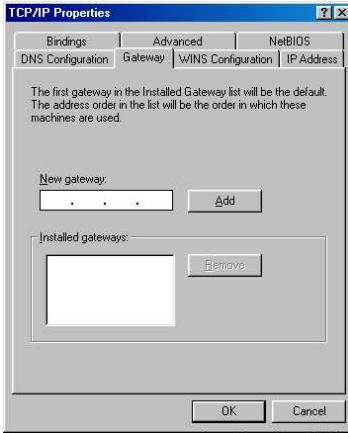 TCP/IP Properties
Bindings Advanced NetBIOS
DNS Configuration Gateway WINS Configuration IP Address
The first gateway in the Installed Gateway list will be the default.
The address order in the list will be the order in which these
machines are used.
New gateway:
. . .
Add
Installed gateways:
Remove
OK Cancel